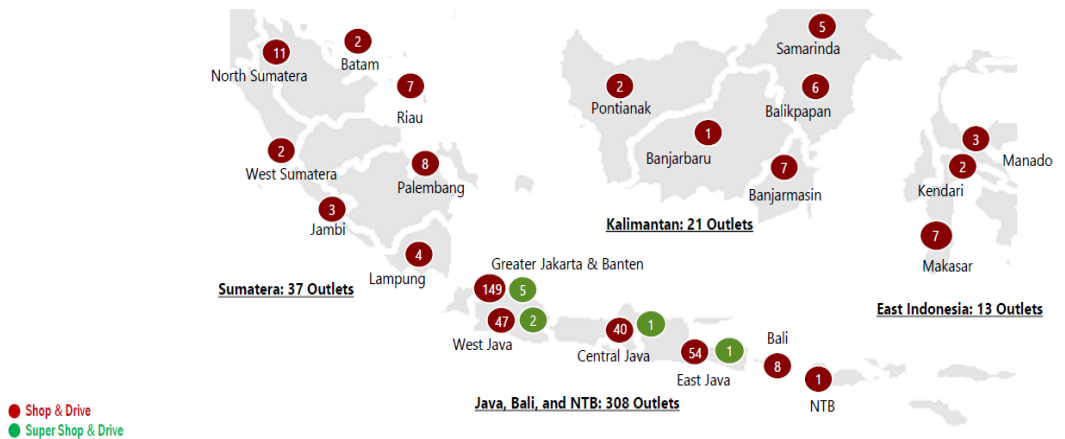 11
North Sumatera
2
Batam
7
Riau
2
West Sumatera
8
Palembang
3
Jambi
4
Lampung
Sumatera: 37 Outlets
5
Samarinda
2
Pontianak
6
Balikpapan
1
Banjarbaru
7
Banjarmasin
Kalimantan: 21 Outlets
3
Manado
2
Kendari
7
Makasar
East Indonesia: 13 Outlets
Greater Jakarta & Banten
149 5
47 2
West Java
40 1
Central Java
54 1
East Java
Bali
8
1
NTB
Java, Bali, and NTB: 308 Outlets
Shop & Drive
Super Shop & Drive